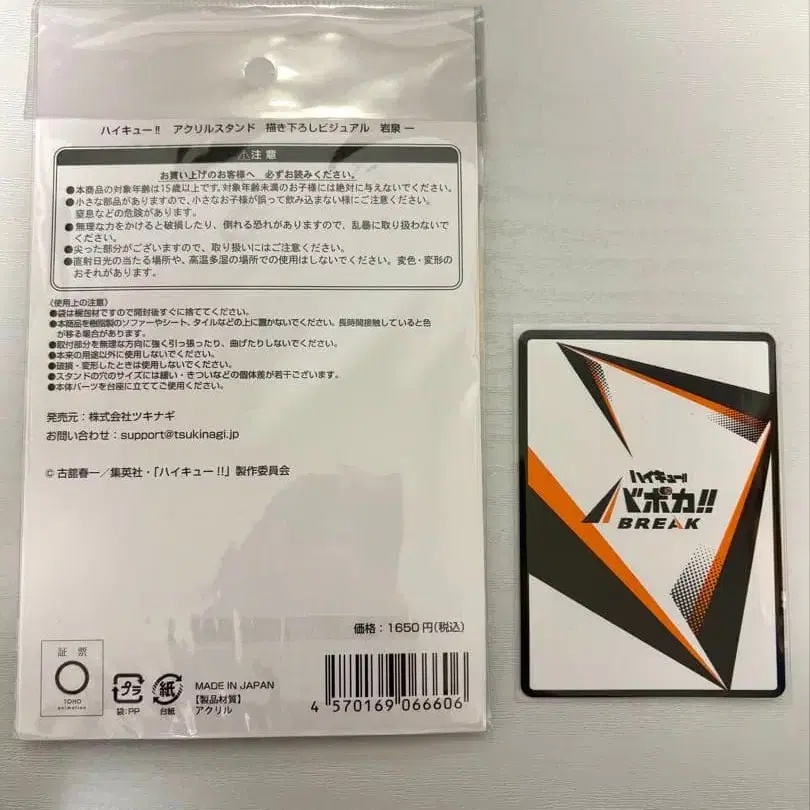 ハイキュー!! アクリルスタンド 描き下ろしビジュアル 岩泉 一
⚠注 意
お買い上げのお客様へ 必ずお読みください。
●本商品の対象年齢は15歳以上です。対象年齢未満のお子様には絶対に与えないでください。
●小さな部品がありますので、小さなお子様が誤って飲み込まない様にご注意ください。
窒息などの危険があります。
●無理な力をかけると破損したり、倒れる恐れがありますので、乱暴に取り扱わないで
ください。
●尖った部分がございますので、取り扱いにはご注意ください。
●直射日光の当たる場所や、高温多湿の場所での使用はしないでください。変色・変形の
おそれがあります。
〈使用上の注意〉
●袋は梱包材ですので開封後すぐに捨ててください。
●本商品を樹脂製のソファーやシート、タイルなどの上に置かないでください。長時間接触していると色
が移る場合があります。
●取付部分を無理な方向に強く引っ張ったり、曲げたりしないでください。
●本来の用途以外に使用しないでください。
●破損・変形したときは使用しないでください。
●スタンドの穴のサイズには緩い・きついなどの個体差が若干ございます。
●本体パーツを台座に立ててご使用ください。
発売元：株式会社ツキナギ
お問い合わせ：support@tsukinagi.jp
© 古舘春一／集英社・「ハイキュー!!」製作委員会
価格：1650円(税込)
証 票
TOHO
animation
プラ
袋:PP
紙
台紙
MADE IN JAPAN
【製品材質】
アクリル
4 570169 066606
ハイキュー!!
バボカ!!
BREAK